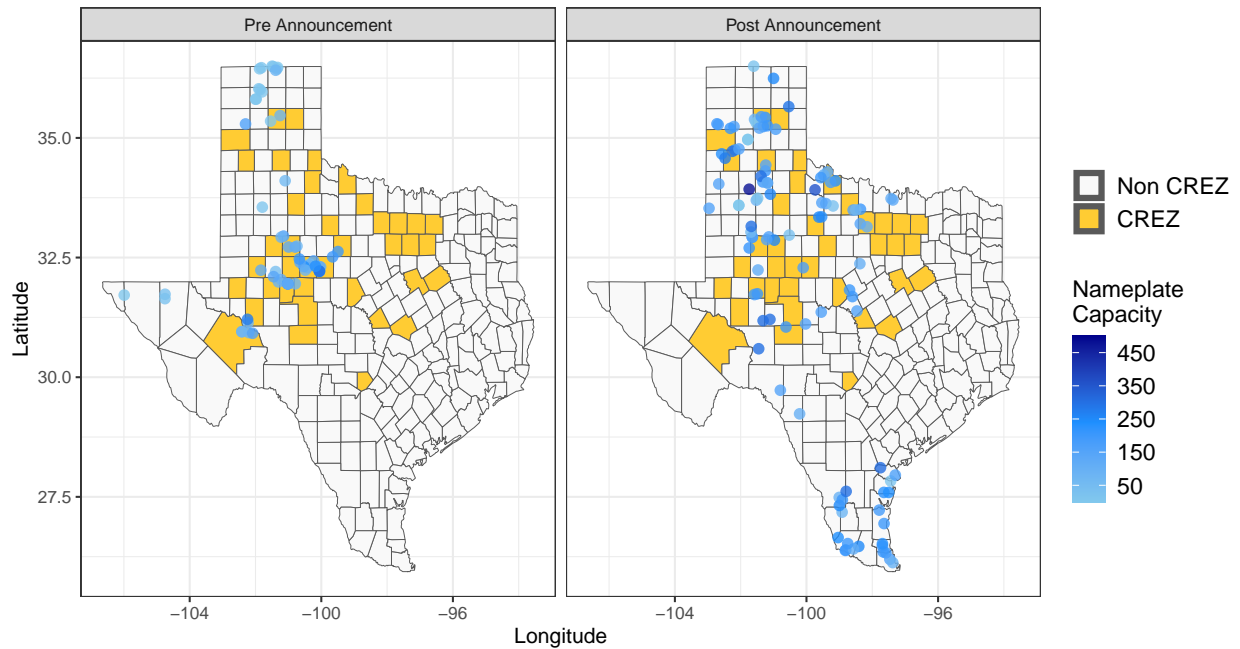 Pre Announcement
Post Announcement
35.0
32.5
30.0
27.5
Latitude
−104
−100
−96
−104
−100
−96
Longitude
Non CREZ
CREZ
Nameplate
Capacity
450
350
250
150
50